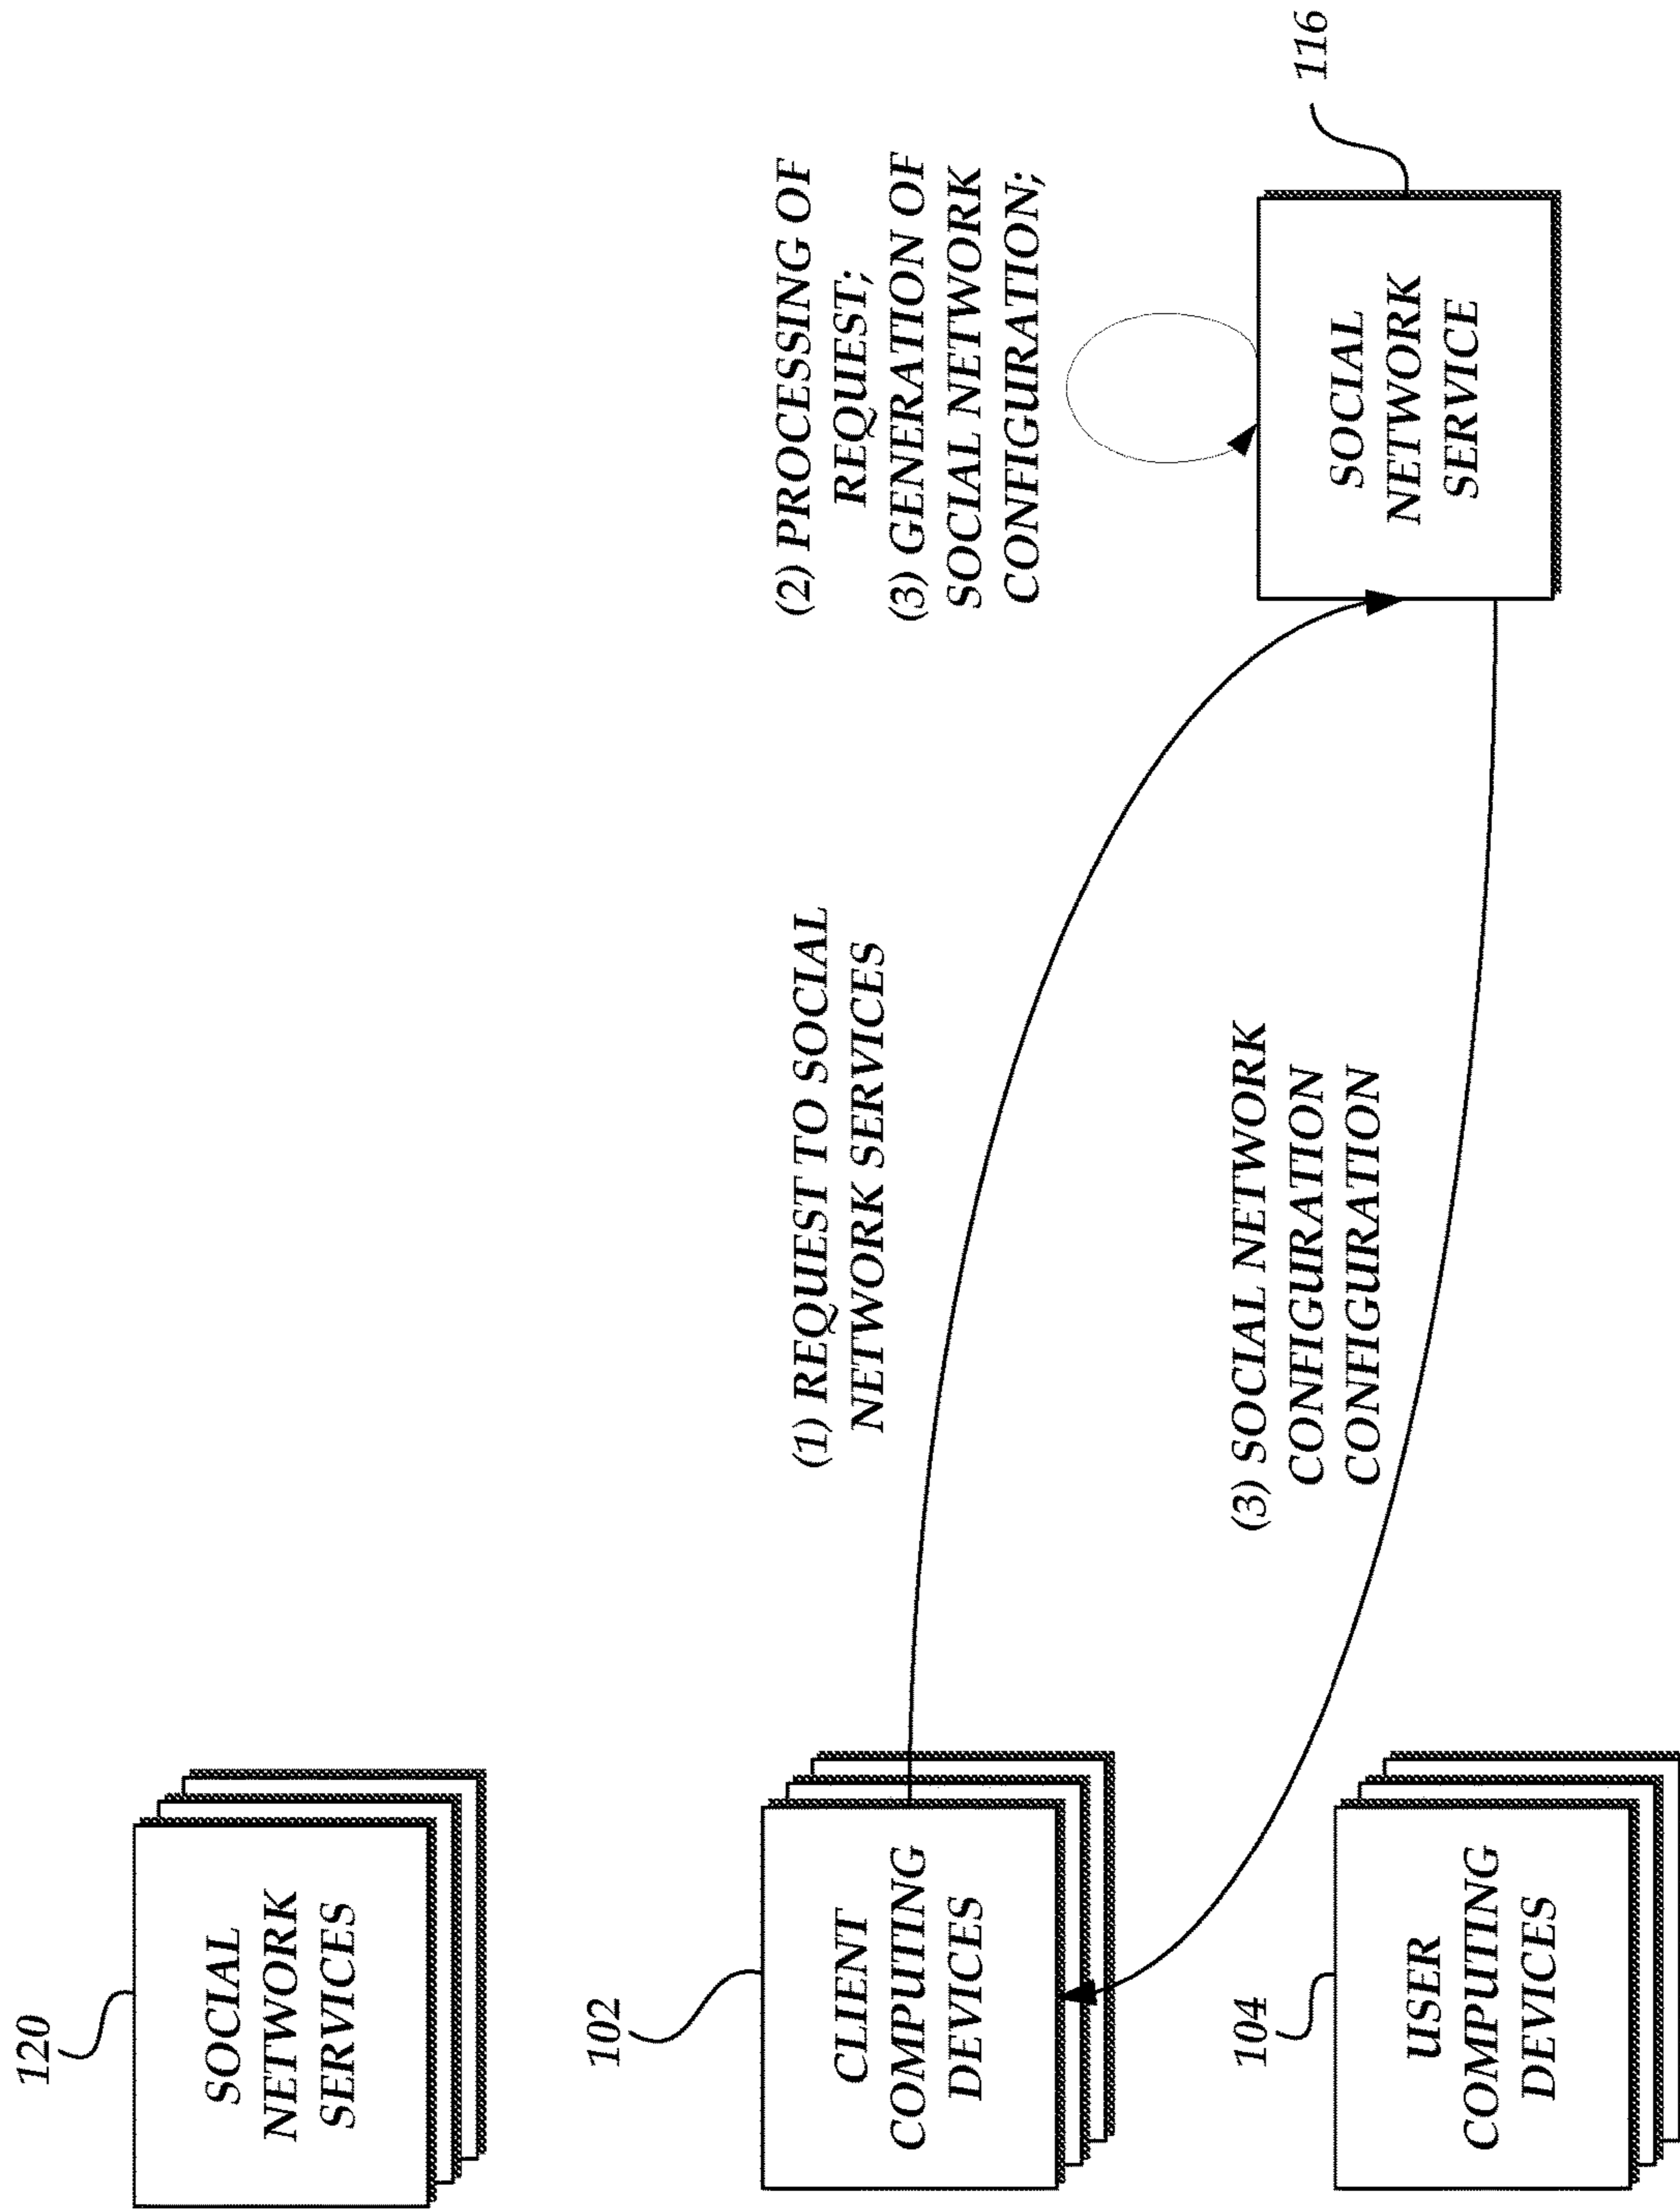 120
SOCIAL
NETWORK
SERVICES
102
(1) REQUEST TO SOCIAL
NETWORK SERVICES
(2) PROCESSING OF
REQUEST;
(3) GENERATION OF
SOCIAL NETWORK
CONFIGURATION;
CLIENT
COMPUTING
DEVICES
104
(3) SOCIAL NETWORK
CONFIGURATION
CONFIGURATION
116
SOCIAL
NETWORK
SERVICE
USER
COMPUTING
DEVICES